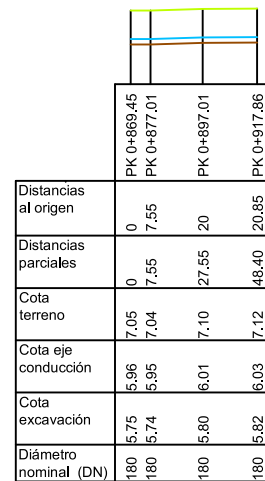 PK 0+869.45
PK 0+877.01
PK 0+897.01
PK 0+917.86
Distancias
al origen
0
7.55
20
20.85
Distancias
parciales
0
7.55
27.55
48.40
Cota
terreno
7.05
7.04
7.10
7.12
Cota eje
conducción
5.96
5.95
6.01
6.03
Cota
excavación
5.75
5.74
5.80
5.82
Diámetro
nominal (DN)
180
180
180
180